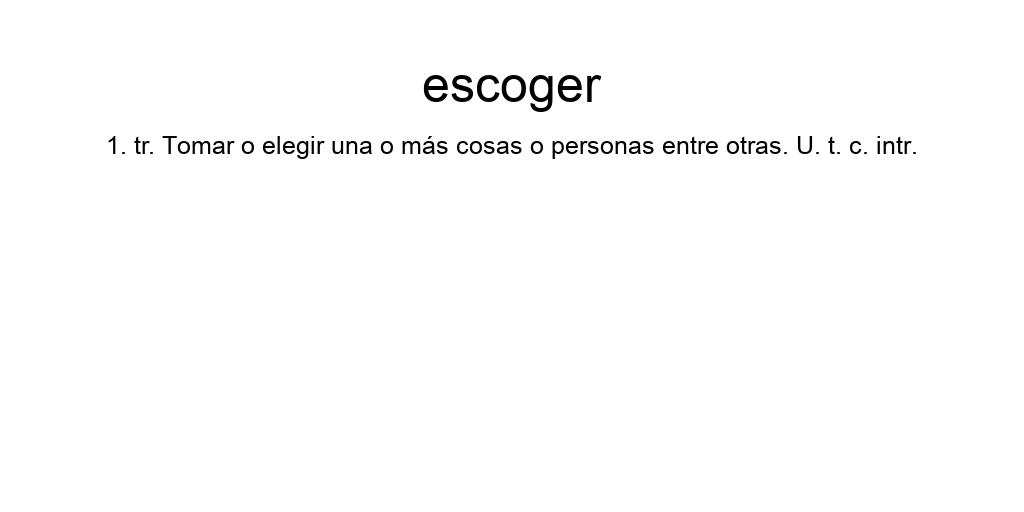 escoger
1. tr. Tomar o elegir una o más cosas o personas entre otras. U. t. c. intr.